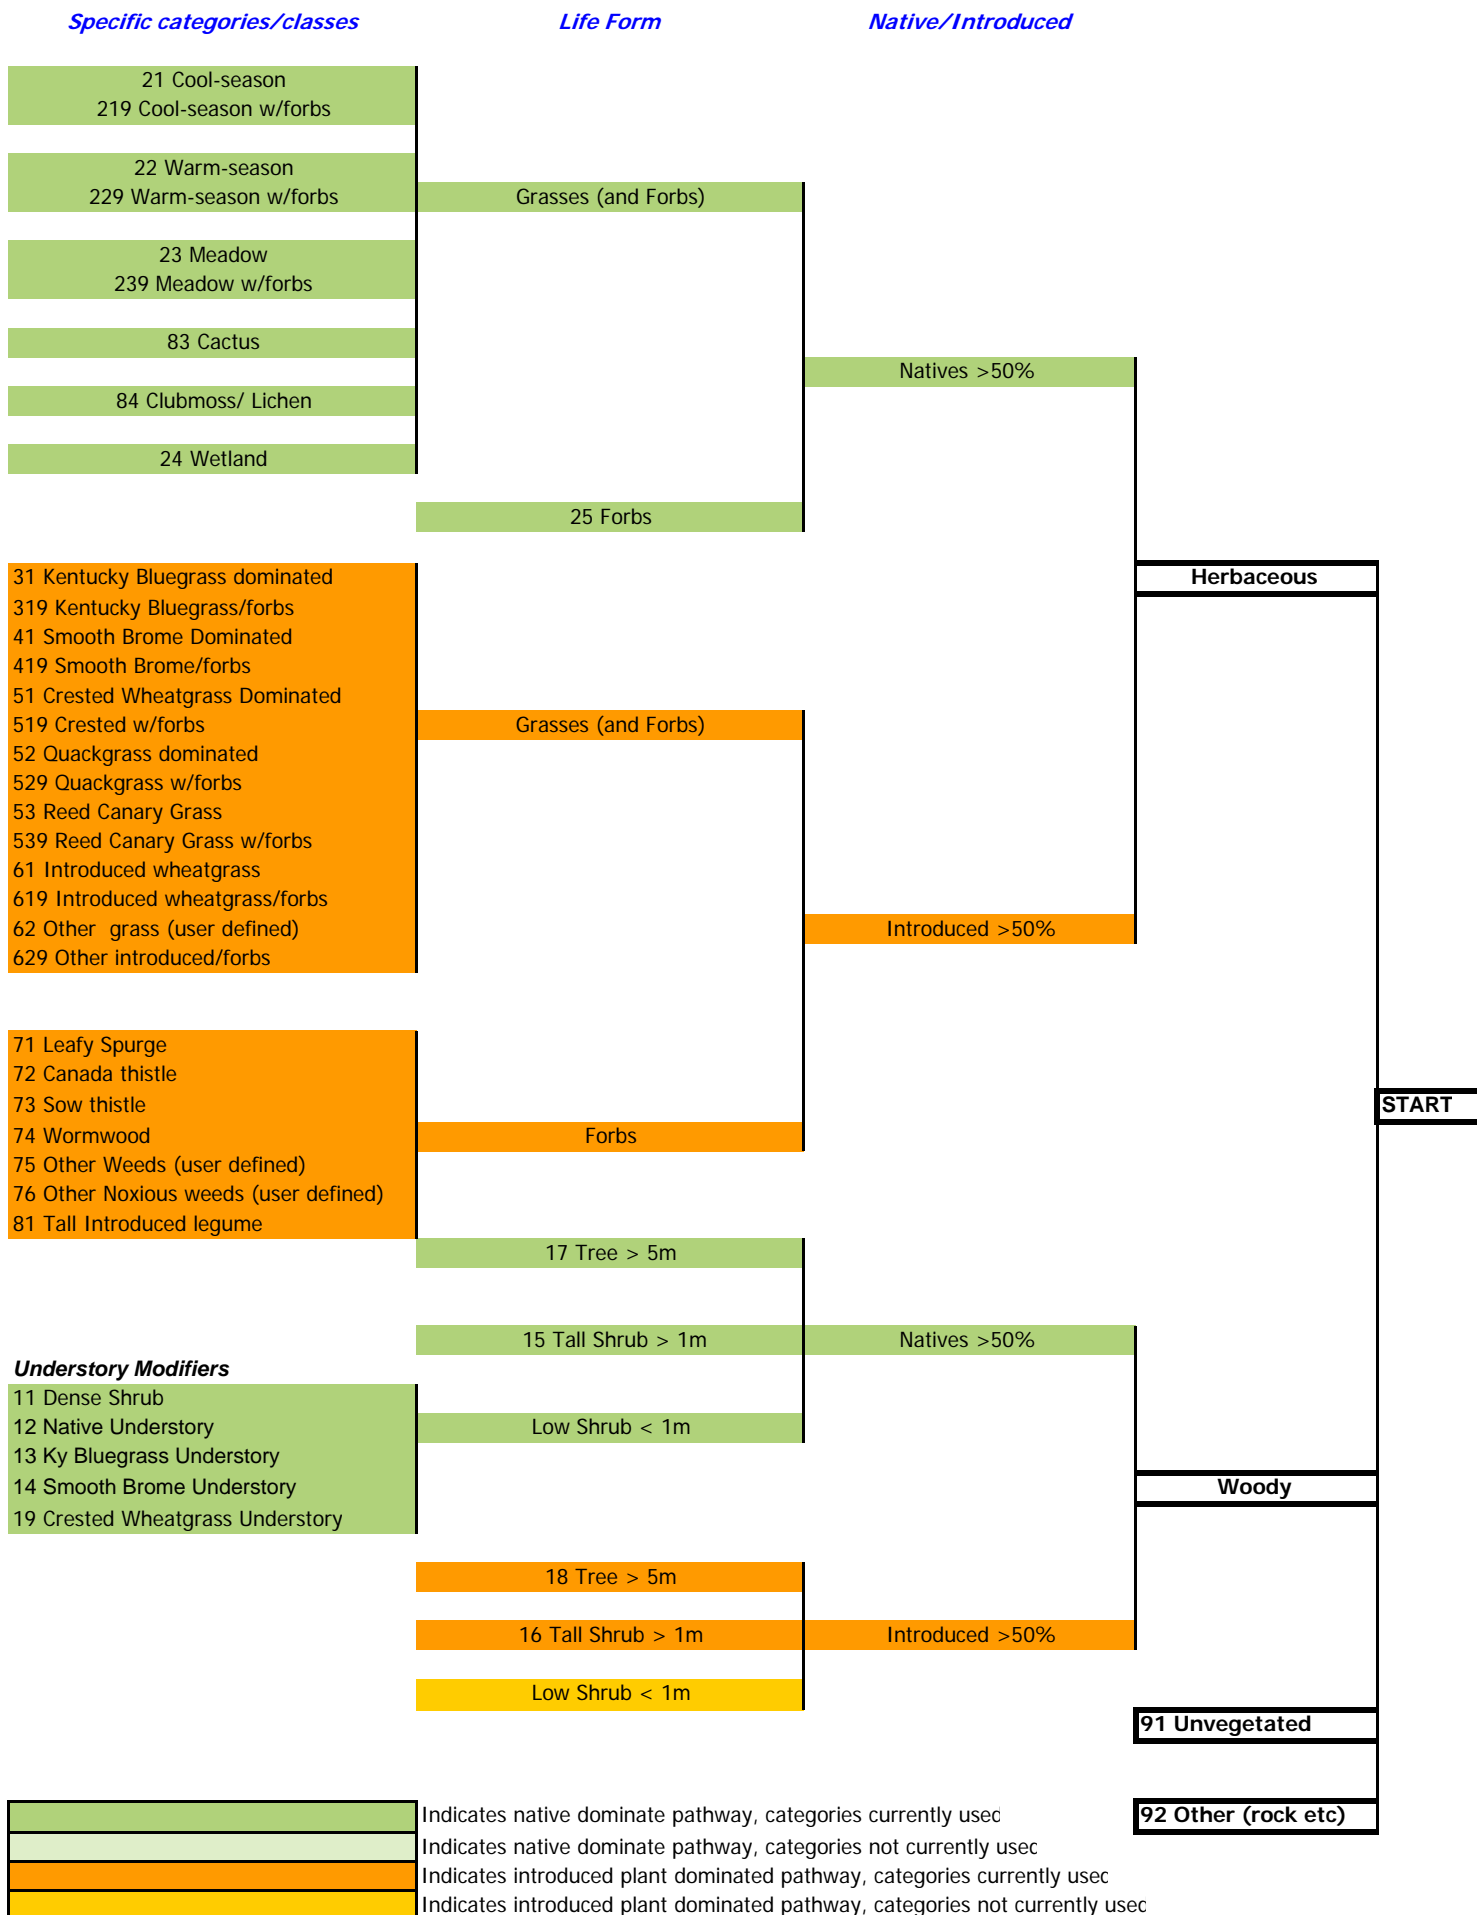 Specific categories/classes
Life Form
Native/Introduced
21 Cool-season
219 Cool-season w/forbs
22 Warm-season
229 Warm-season w/forbs
Grasses (and Forbs)
23 Meadow
239 Meadow w/forbs
83 Cactus
Natives >50%
84 Clubmoss/ Lichen
24 Wetland
25 Forbs
Herbaceous
31 Kentucky Bluegrass dominated
319 Kentucky Bluegrass/forbs
41 Smooth Brome Dominated
419 Smooth Brome/forbs
51 Crested Wheatgrass Dominated
519 Crested w/forbs
Grasses (and Forbs)
52 Quackgrass dominated
529 Quackgrass w/forbs
53 Reed Canary Grass
539 Reed Canary Grass w/forbs
61 Introduced wheatgrass
619 Introduced wheatgrass/forbs
62 Other grass (user defined)
Introduced >50%
629 Other introduced/forbs
71 Leafy Spurge
72 Canada thistle
73 Sow thistle
START
74 Wormwood
Forbs
75 Other Weeds (user defined)
76 Other Noxious weeds (user defined)
81 Tall Introduced legume
17 Tree > 5m
15 Tall Shrub > 1m
Natives >50%
Understory Modifiers
11 Dense Shrub
12 Native Understory
Low Shrub < 1m
13 Ky Bluegrass Understory
14 Smooth Brome Understory
Woody
19 Crested Wheatgrass Understory
18 Tree > 5m
16 Tall Shrub > 1m
Introduced >50%
Low Shrub < 1m
91 Unvegetated
Indicates native dominate pathway, categories currently used
92 Other (rock etc)
Indicates native dominate pathway, categories not currently used
Indicates introduced plant dominated pathway, categories currently used
Indicates introduced plant dominated pathway, categories not currently used